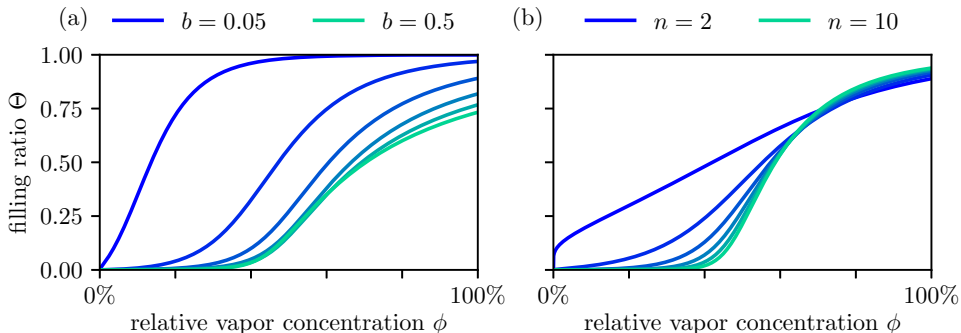 (a) b = 0.05 b = 0.5
(b) n = 2 n = 10
filling ratio Θ
1.00
0.75
0.50
0.25
0.00
0% 100%
0% 100%
relative vapor concentration ϕ
relative vapor concentration ϕ